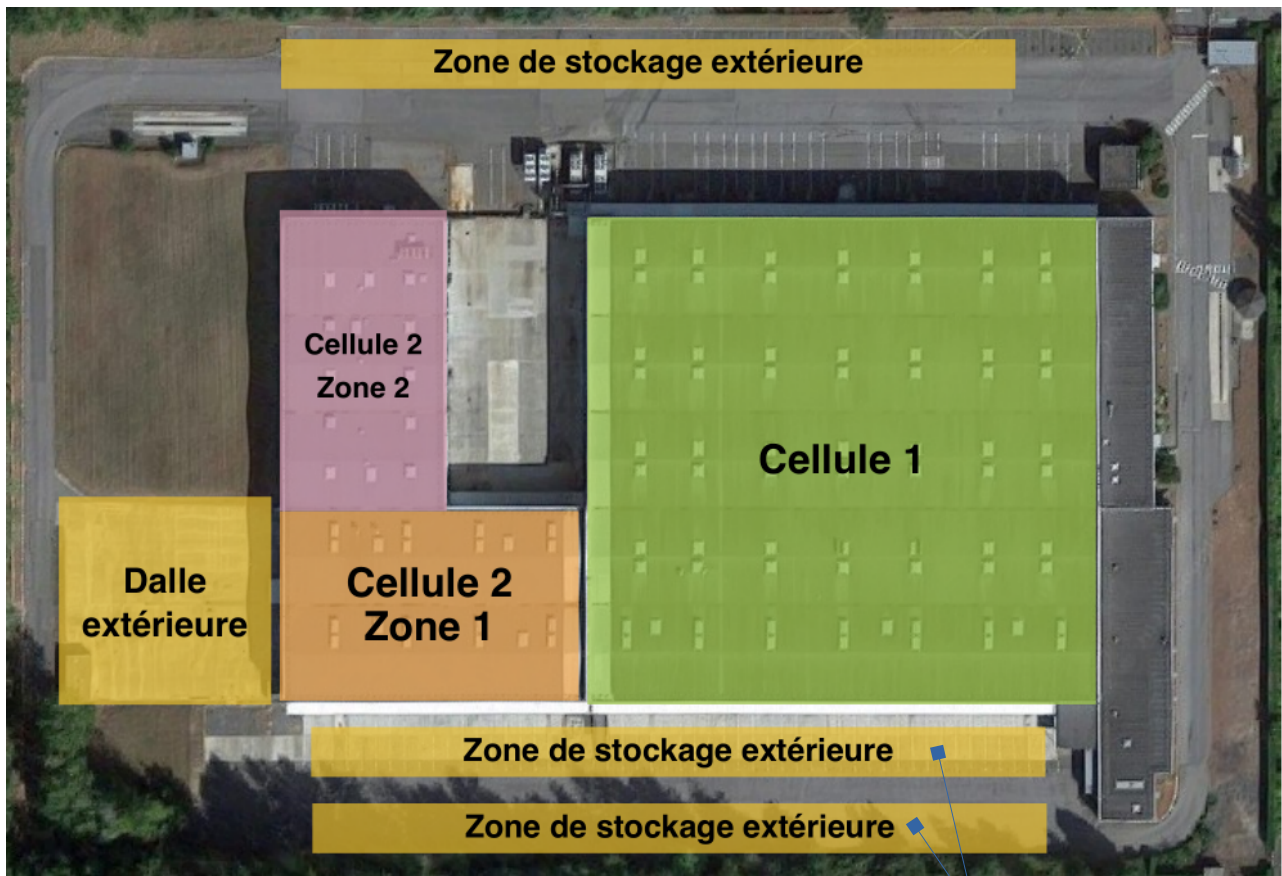 Zone de stockage extérieure
Cellule 2
Zone 2
Cellule 1
Dalle
extérieure
Cellule 2
Zone 1
Zone de stockage extérieure
Zone de stockage extérieure